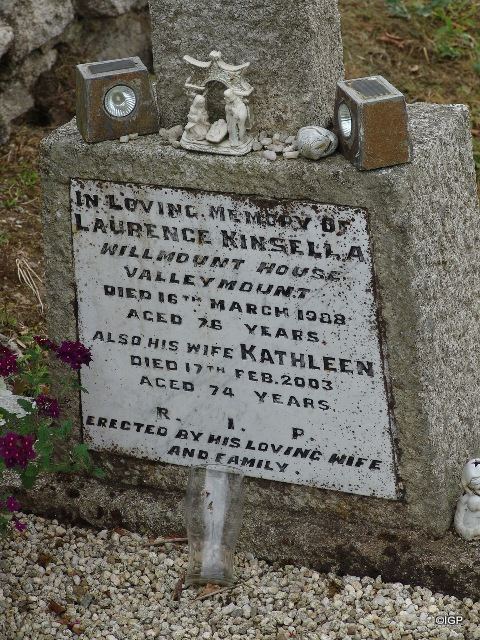 IN LOVING MEMORY OF
LAURENCE KINSELLA
WILLMOUNT HOUSE
VALLEYMOUNT
DIED 16TH MARCH 1988
AGED 76 YEARS.
ALSO HIS WIFE KATHLEEN
DIED 17TH FEB. 2003
AGED 74 YEARS.
R. I. P.
ERECTED BY HIS LOVING WIFE
AND FAMILY.
©IGP